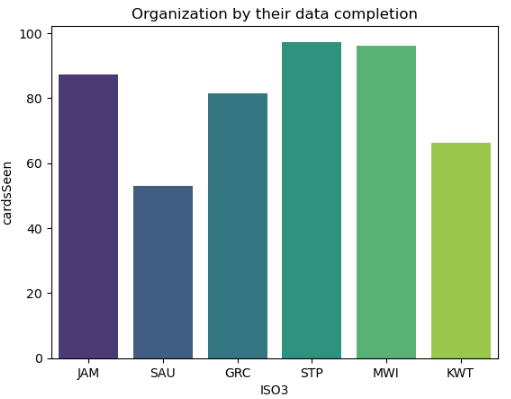 Organization by their data completion
100
80
60
40
20
0
cardsSeen
JAM SAU GRC STP MWI KWT
ISO3